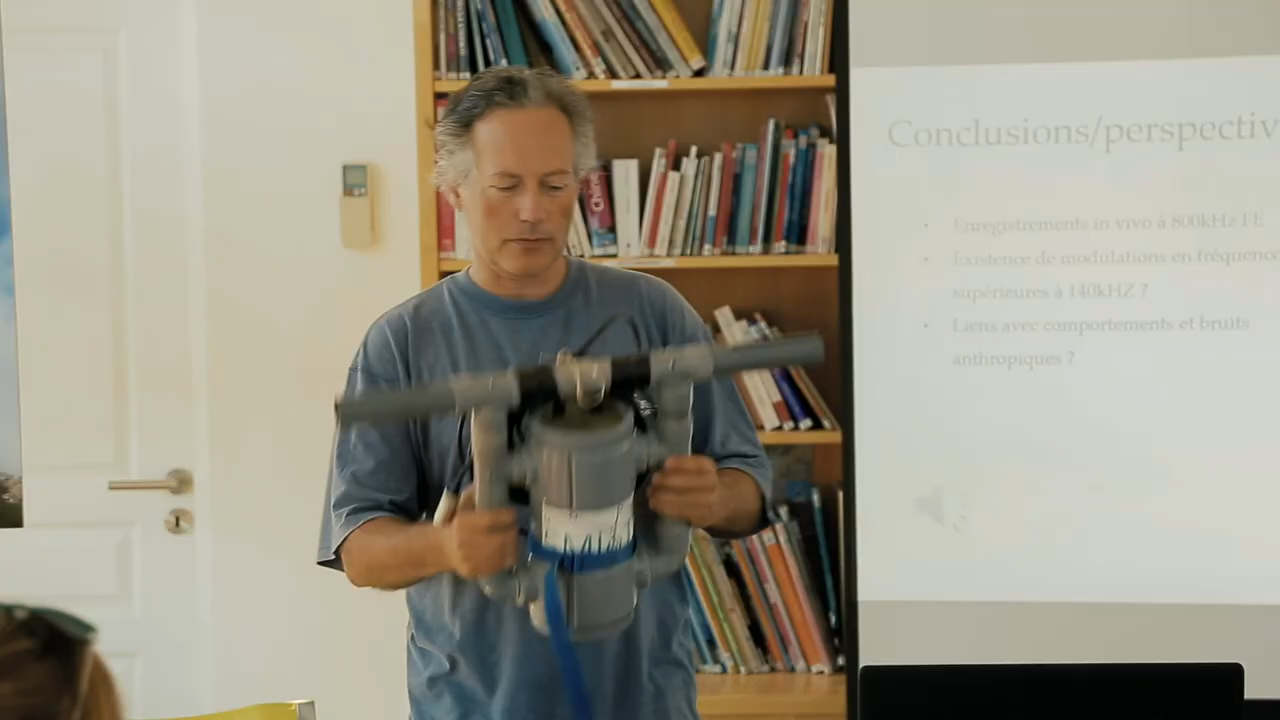 Conclusions/perspectiv
Enregistrements in vivo à 800kHz FE
Existence de modulations en fréquence
supérieures à 140kHZ ?
Liens avec comportements et bruits
anthropiques ?